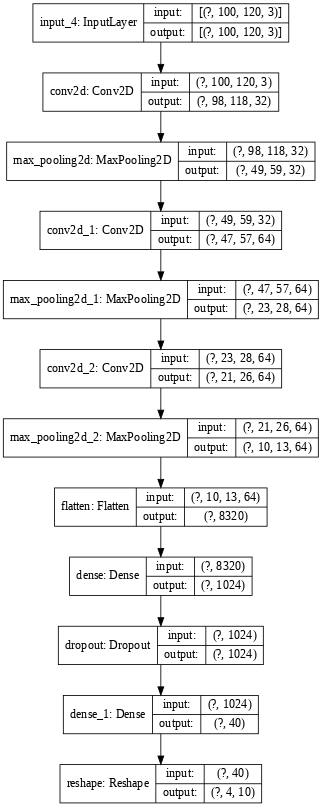 input_4: InputLayer input: [(?, 100, 120, 3)]
output: [(?, 100, 120, 3)]
conv2d: Conv2D input: (?, 100, 120, 3)
output: (?, 98, 118, 32)
max_pooling2d: MaxPooling2D input: (?, 98, 118, 32)
output: (?, 49, 59, 32)
conv2d_1: Conv2D input: (?, 49, 59, 32)
output: (?, 47, 57, 64)
max_pooling2d_1: MaxPooling2D input: (?, 47, 57, 64)
output: (?, 23, 28, 64)
conv2d_2: Conv2D input: (?, 23, 28, 64)
output: (?, 21, 26, 64)
max_pooling2d_2: MaxPooling2D input: (?, 21, 26, 64)
output: (?, 10, 13, 64)
flatten: Flatten input: (?, 10, 13, 64)
output: (?, 8320)
dense: Dense input: (?, 8320)
output: (?, 1024)
dropout: Dropout input: (?, 1024)
output: (?, 1024)
dense_1: Dense input: (?, 1024)
output: (?, 40)
reshape: Reshape input: (?, 40)
output: (?, 4, 10)